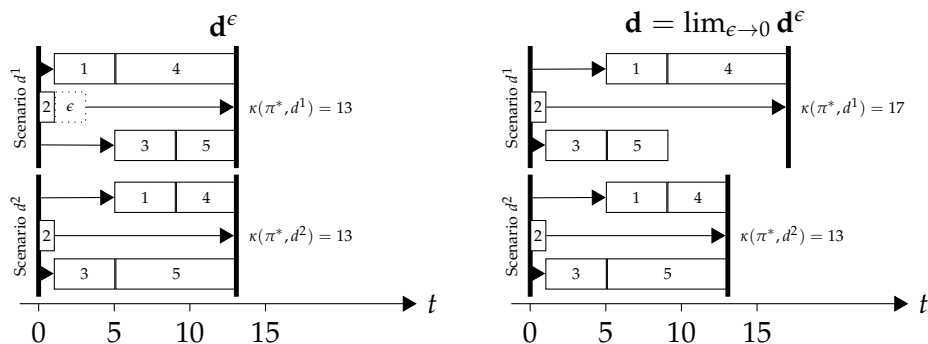 d^ϵ
Scenario d^1
1 4
2 ϵ
κ(π*, d^1) = 13
3 5
Scenario d^2
1 4
2
κ(π*, d^2) = 13
3 5
t
0 5 10 15
d = lim_{ϵ→0} d^ϵ
Scenario d^1
1 4
2
κ(π*, d^1) = 17
3 5
Scenario d^2
1 4
2
κ(π*, d^2) = 13
3 5
t
0 5 10 15